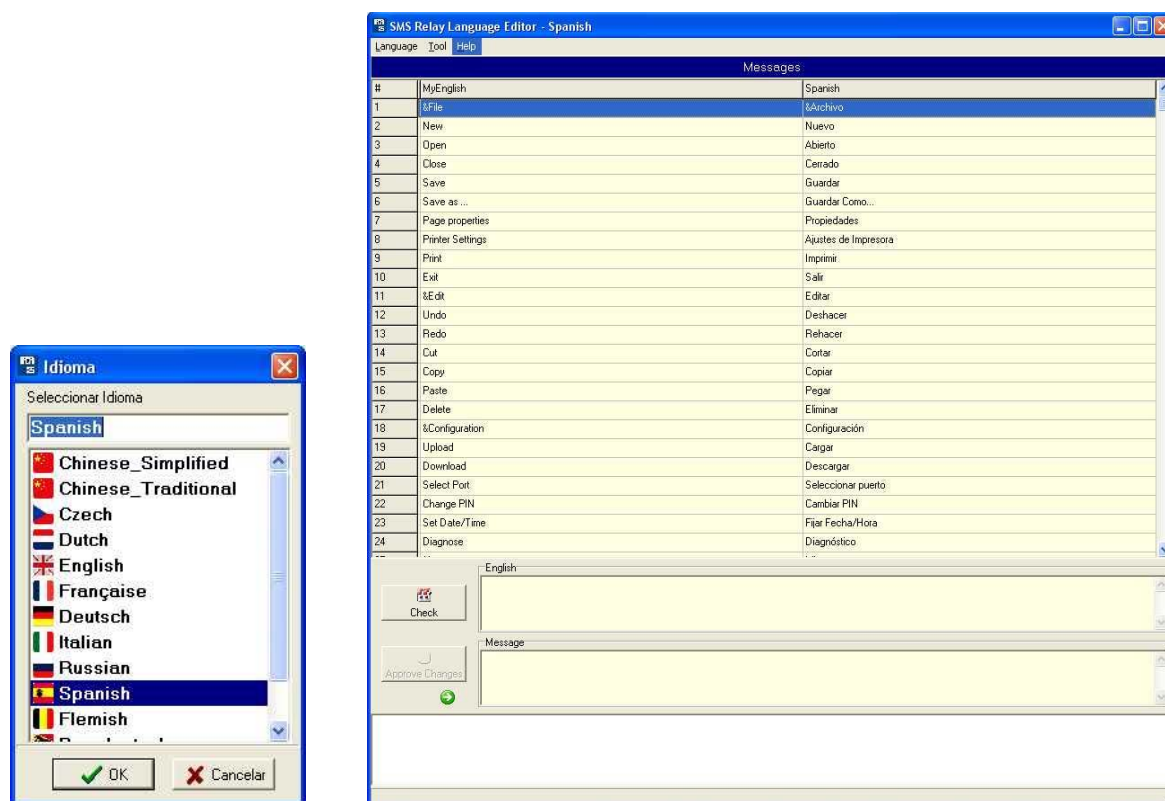 Idioma
Seleccionar Idioma
Spanish
Chinese_Simplified
Chinese_Traditional
Czech
Dutch
English
Française
Deutsch
Italian
Russian
Spanish
Flemish
OK Cancelar
SMS Relay Language Editor - Spanish
Language Tool Help
Messages
# MyEnglish Spanish
1 &File &Archivo
2 New Nuevo
3 Open Abierto
4 Close Cerrado
5 Save Guardar
6 Save as ... Guardar Como...
7 Page properties Propiedades
8 Printer Settings Ajustes de Impresora
9 Print Imprimir
10 Exit Salir
11 &Edit Editar
12 Undo Deshacer
13 Redo Rehacer
14 Cut Cortar
15 Copy Copiar
16 Paste Pegar
17 Delete Eliminar
18 &Configuration Configuración
19 Upload Cargar
20 Download Descargar
21 Select Port Seleccionar puerto
22 Change PIN Cambiar PIN
23 Set Date/Time Fijar Fecha/Hora
24 Diagnose Diagnóstico
English
Check
Message
Approve Changes